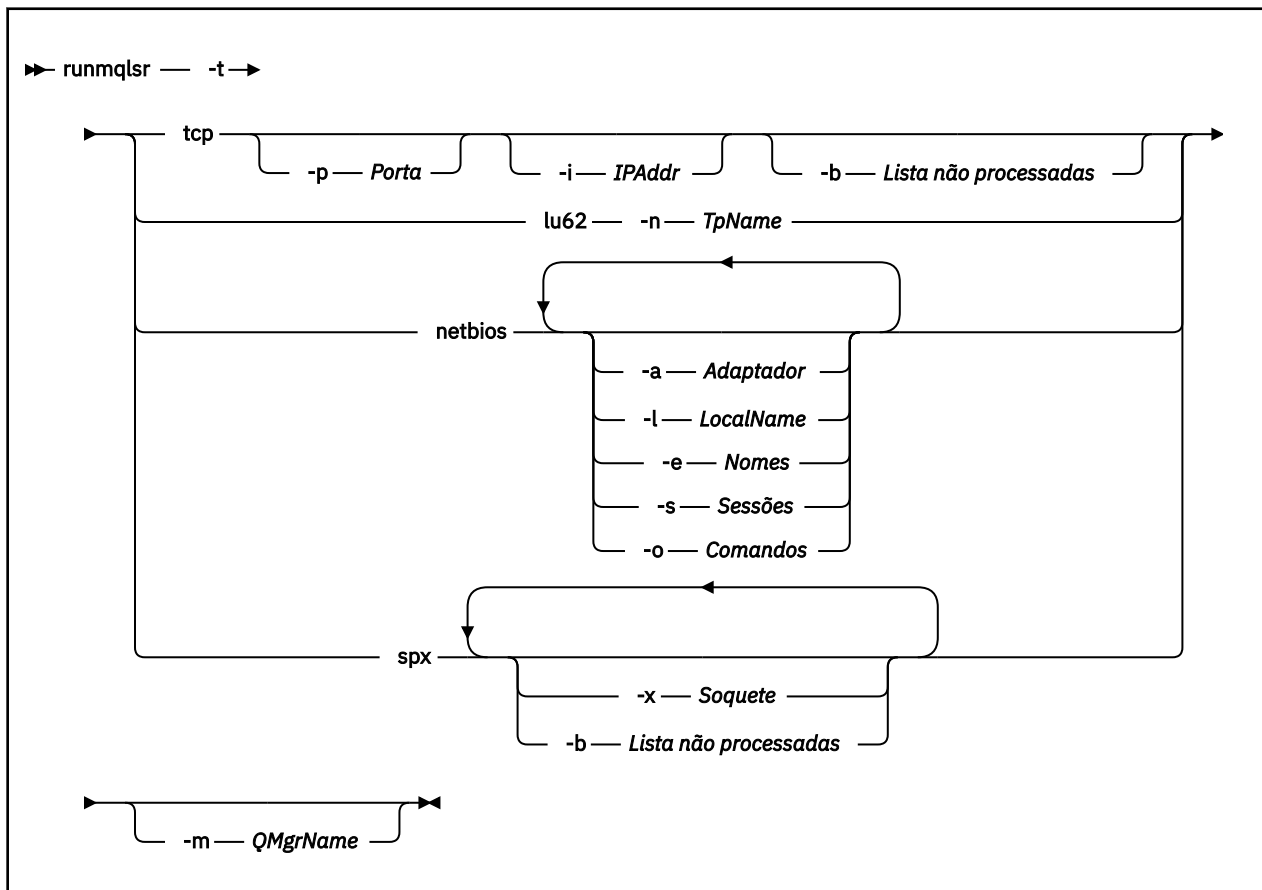 runmqlsr -t
tcp
-p Porta -i IPAddr -b Lista não processadas
lu62 -n TpName
netbios
-a Adaptador
-l LocalName
-e Nomes
-s Sessões
-o Comandos
spx
-x Soquete
-b Lista não processadas
-m QMgrName